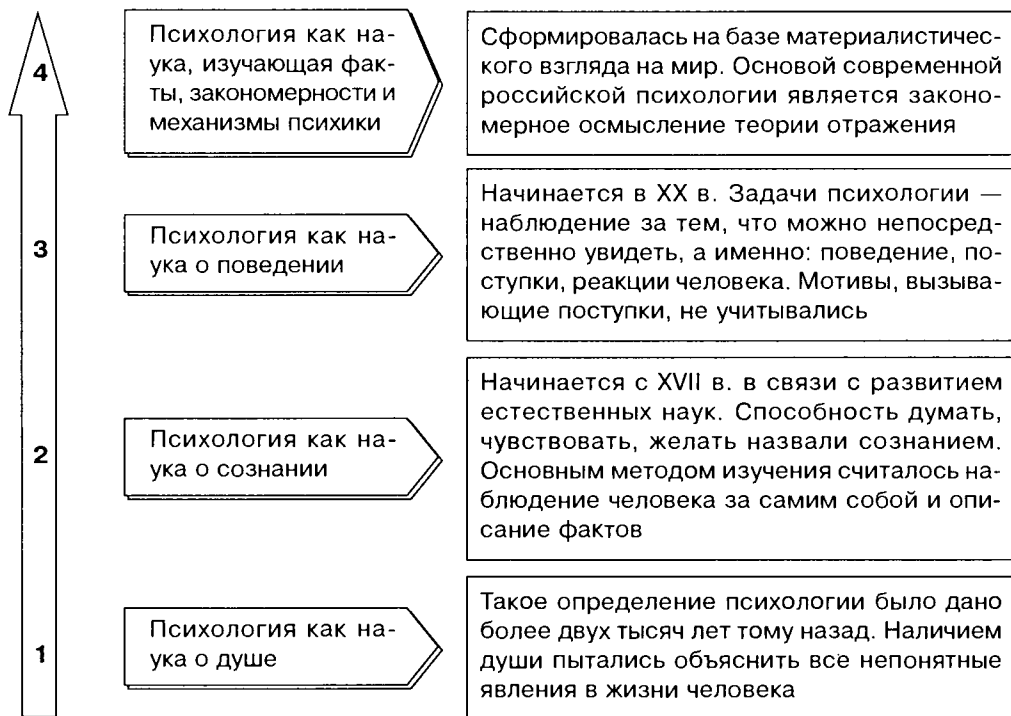 4
Психология как на-
ука, изучающая фак-
ты, закономерности и
механизмы психики
Сформировалась на базе материалистичес-
кого взгляда на мир. Основой современной
российской психологии является законо-
мерное осмысление теории отражения
3
Психология как на-
ука о поведении
Начинается в XX в. Задачи психологии —
наблюдение за тем, что можно непосред-
ственно увидеть, а именно: поведение, по-
ступки, реакции человека. Мотивы, вызыва-
ющие поступки, не учитывались
2
Психология как на-
ука о сознании
Начинается с XVII в. в связи с развитием
естественных наук. Способность думать,
чувствовать, желать назвали сознанием.
Основным методом изучения считалось на-
блюдение человека за самим собой и опи-
сание фактов
1
Психология как на-
ука о душе
Такое определение психологии было дано
более двух тысяч лет тому назад. Наличием
души пытались объяснить все непонятные
явления в жизни человека